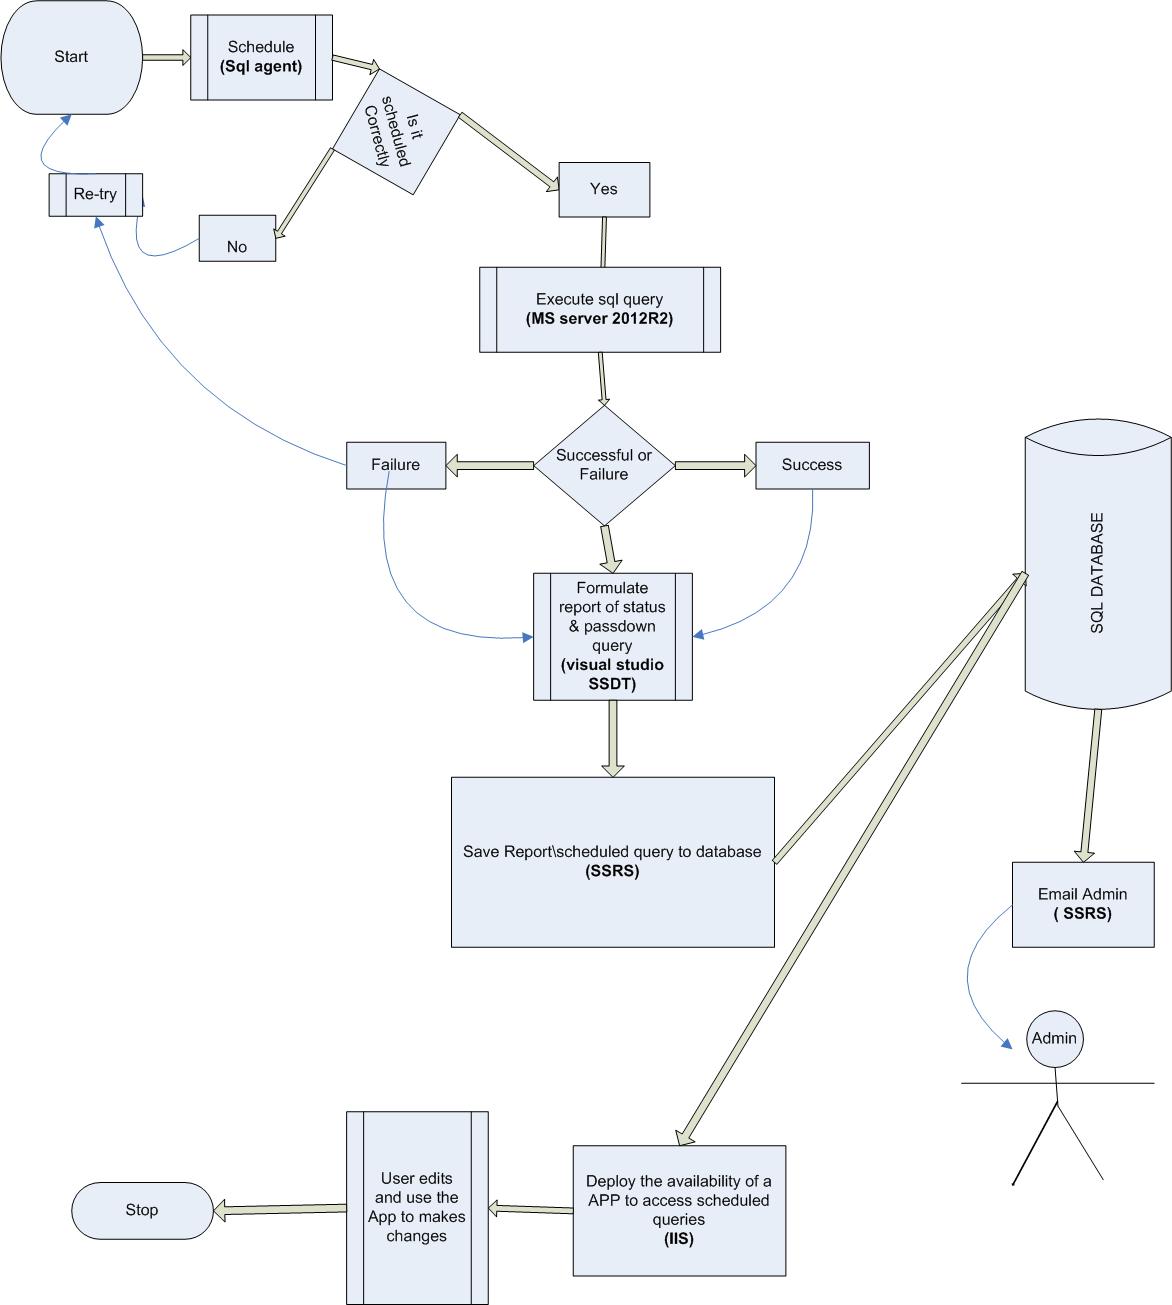 Start
Schedule
(Sql agent)
Is it
scheduled
Correctly
Re-try
No
Yes
Execute sql query
(MS server 2012R2)
Failure
Successful or
Failure
Success
Formulate
report of status
& passdown
query
(visual studio
SSDT)
SQL DATABASE
Save Report\scheduled query to database
(SSRS)
Email Admin
( SSRS)
Admin
Deploy the availability of a
APP to access scheduled
queries
(IIS)
User edits
and use the
App to makes
changes
Stop